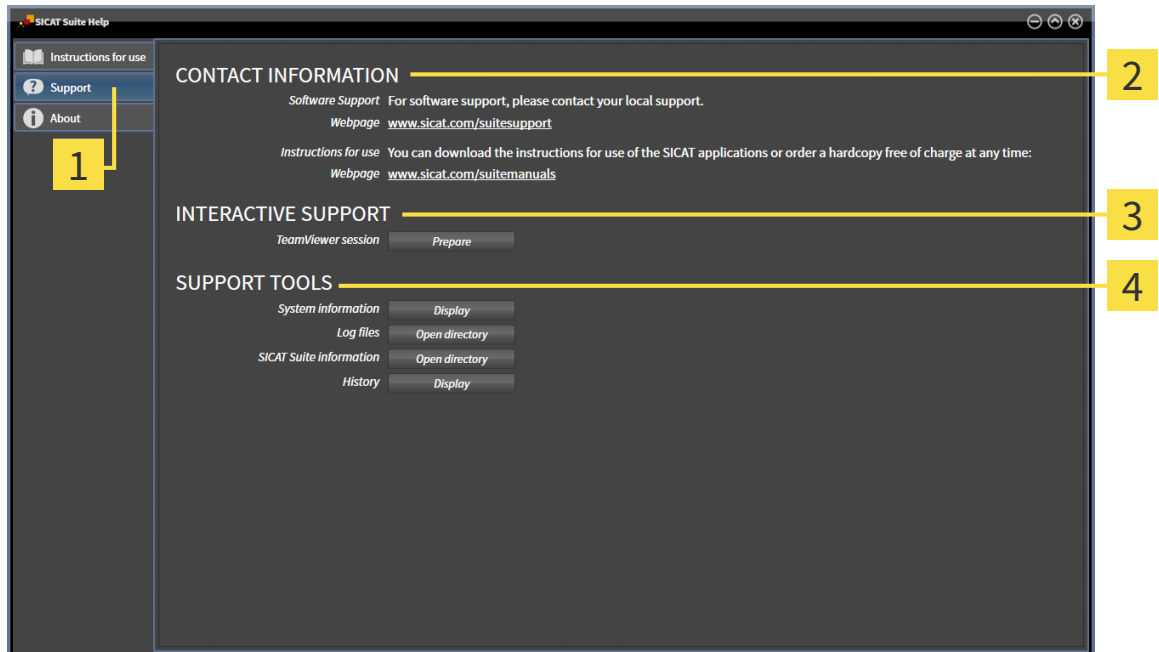 SICAT Suite Help
Instructions for use
Support
About
1
CONTACT INFORMATION
2
Software Support For software support, please contact your local support.
Webpage www.sicat.com/suitesupport
Instructions for use You can download the instructions for use of the SICAT applications or order a hardcopy free of charge at any time:
Webpage www.sicat.com/suitemanuals
INTERACTIVE SUPPORT
3
TeamViewer session Prepare
SUPPORT TOOLS
4
System information Display
Log files Open directory
SICAT Suite information Open directory
History Display